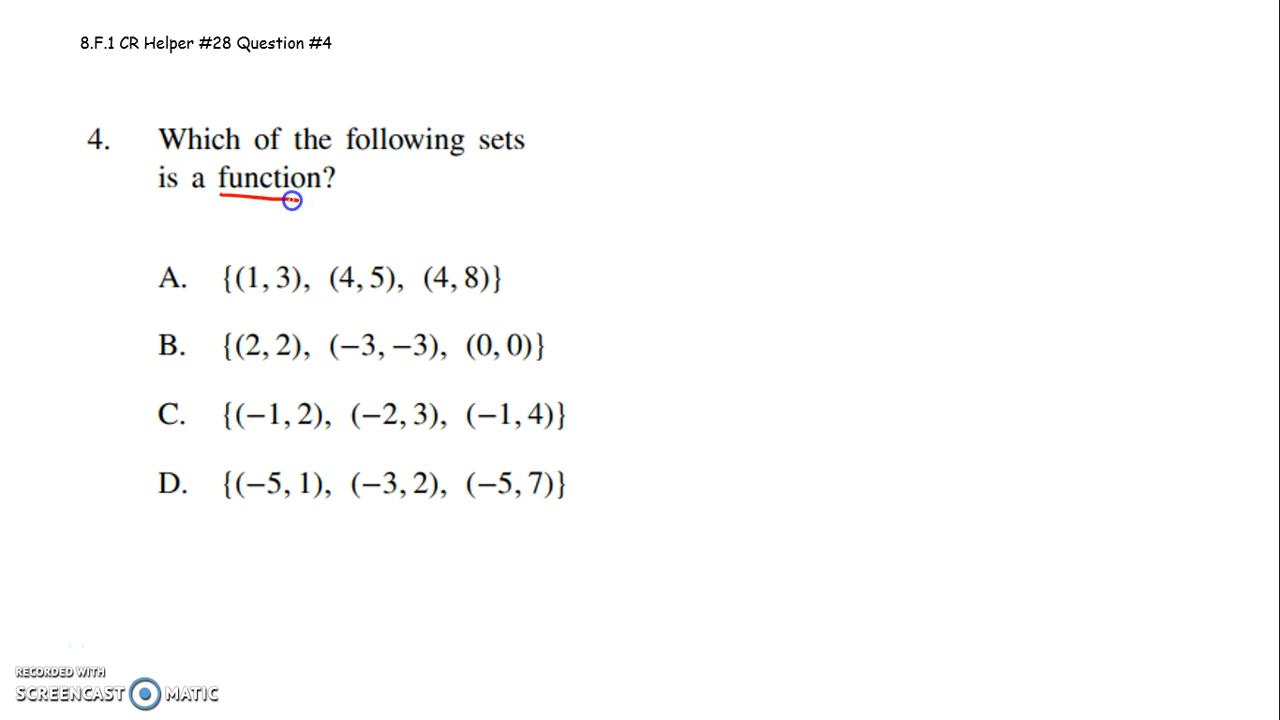 8.F.1 CR Helper #28 Question #4
4. Which of the following sets
is a function?
A. {(1, 3), (4, 5), (4, 8)}
B. {(2, 2), (−3, −3), (0, 0)}
C. {(−1, 2), (−2, 3), (−1, 4)}
D. {(−5, 1), (−3, 2), (−5, 7)}
RECORDED WITH
SCREENCAST MATIC